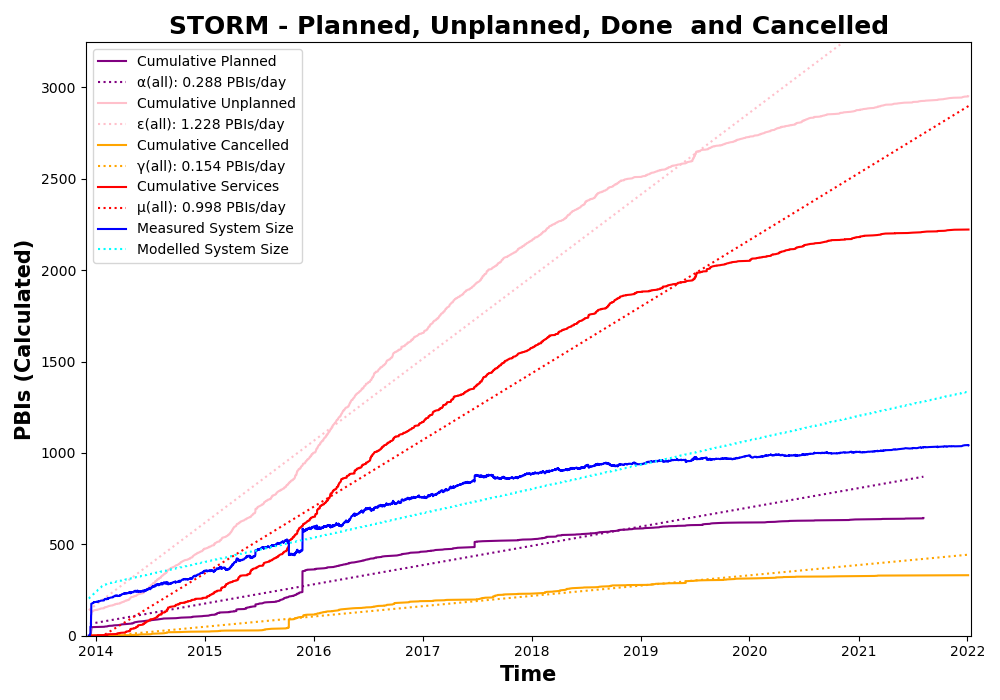 STORM - Planned, Unplanned, Done  and Cancelled
PBIs (Calculated)
3000
2500
2000
1500
1000
500
0
Cumulative Planned
α(all): 0.288 PBIs/day
Cumulative Unplanned
ε(all): 1.228 PBIs/day
Cumulative Cancelled
γ(all): 0.154 PBIs/day
Cumulative Services
μ(all): 0.998 PBIs/day
Measured System Size
Modelled System Size
2014 2015 2016 2017 2018 2019 2020 2021 2022
Time